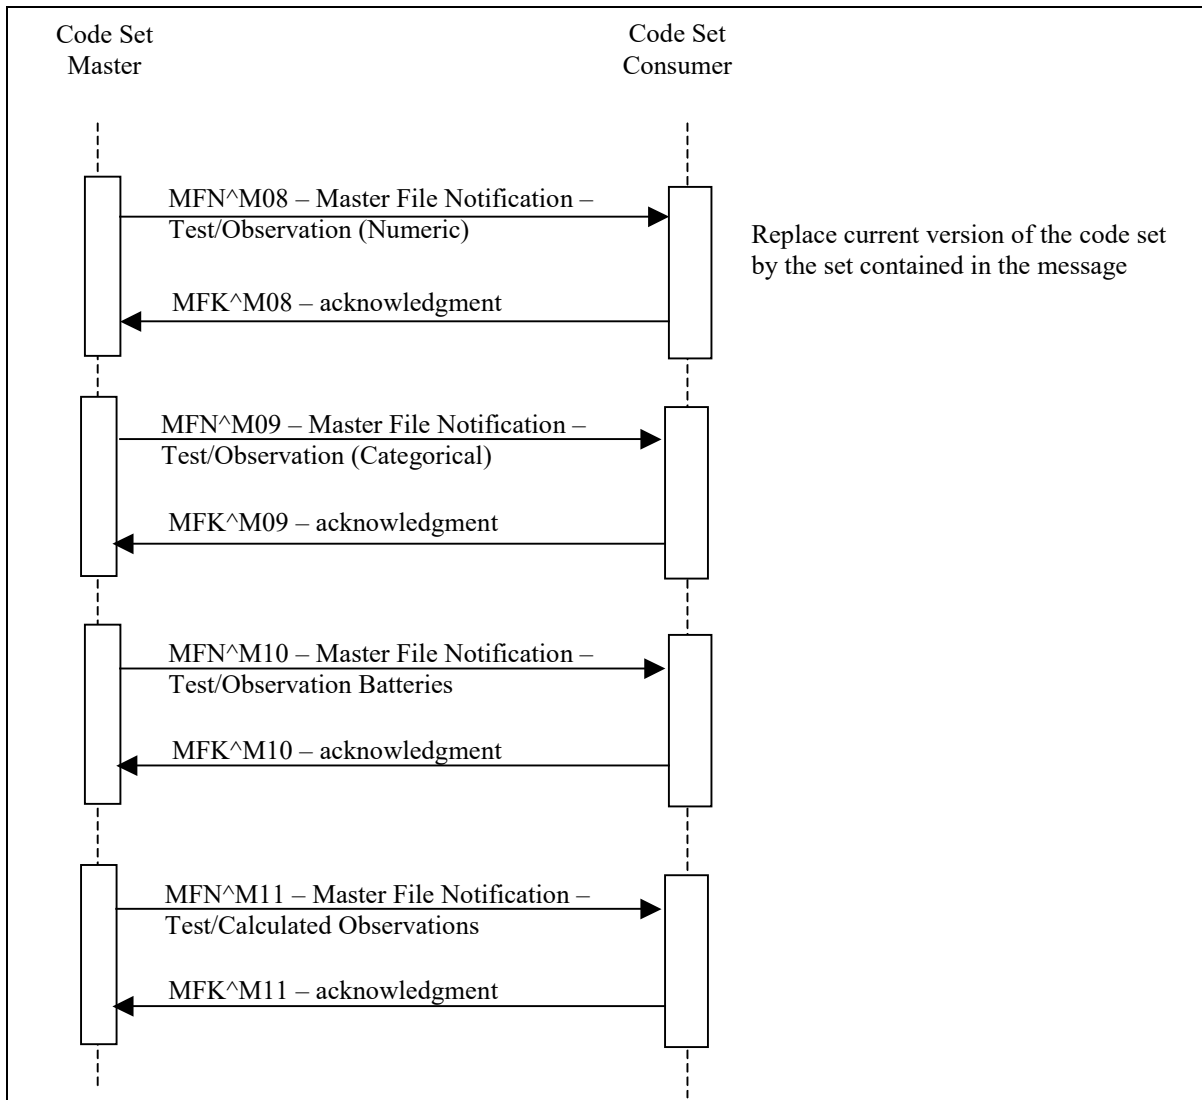 Code Set
Master
Code Set
Consumer
MFN^M08 – Master File Notification –
Test/Observation (Numeric)
Replace current version of the code set
by the set contained in the message
MFK^M08 – acknowledgment
MFN^M09 – Master File Notification –
Test/Observation (Categorical)
MFK^M09 – acknowledgment
MFN^M10 – Master File Notification –
Test/Observation Batteries
MFK^M10 – acknowledgment
MFN^M11 – Master File Notification –
Test/Calculated Observations
MFK^M11 – acknowledgment